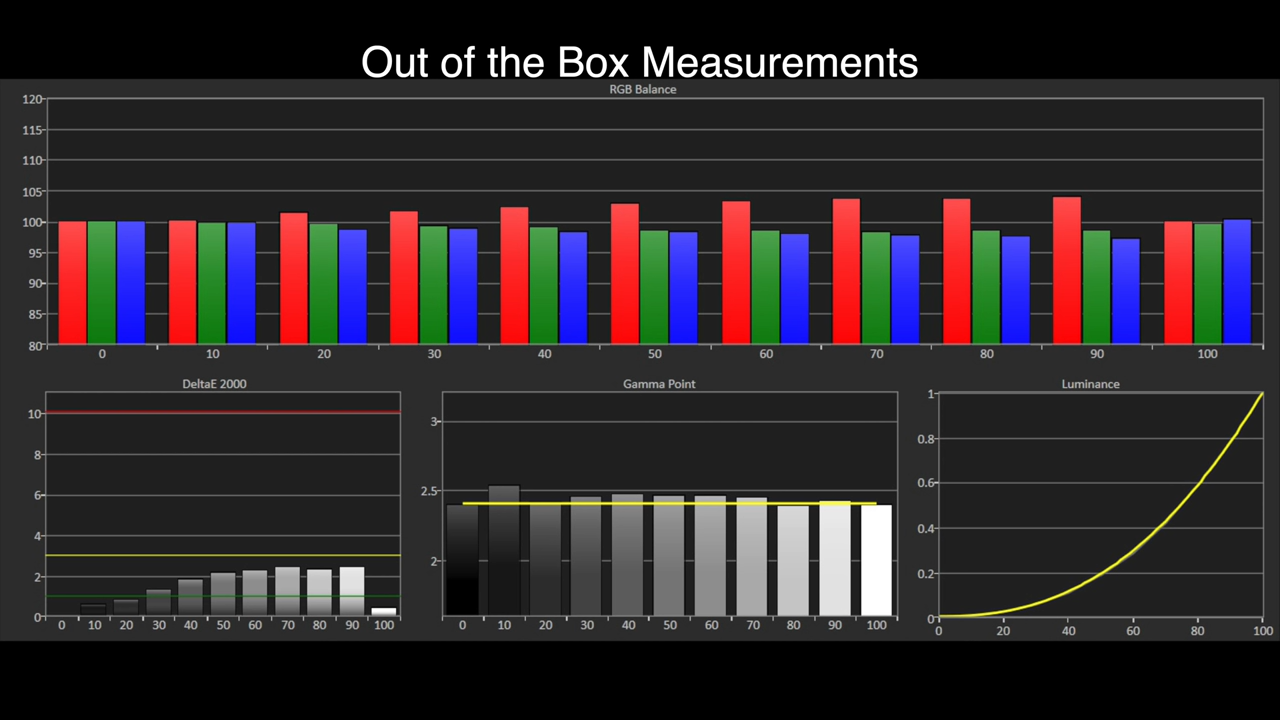 Out of the Box Measurements
RGB Balance
120
115
110
105
100
95
90
85
80
0 10 20 30 40 50 60 70 80 90 100
DeltaE 2000
10
8
6
4
2
0
0 10 20 30 40 50 60 70 80 90 100
Gamma Point
3
2.5
2
0 10 20 30 40 50 60 70 80 90 100
Luminance
1
0.8
0.6
0.4
0.2
0
0 20 40 60 80 100